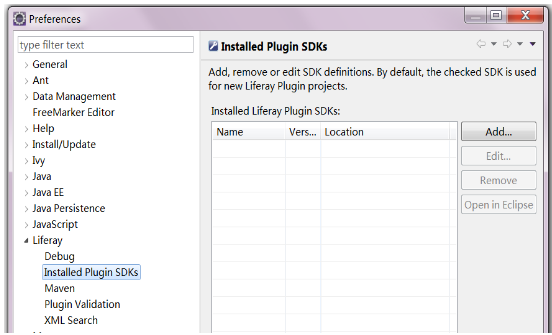 Preferences
type filter text
General
Ant
Data Management
FreeMarker Editor
Help
Install/Update
Ivy
Java
Java EE
Java Persistence
JavaScript
Liferay
Debug
Installed Plugin SDKs
Maven
Plugin Validation
XML Search
Installed Plugin SDKs
Add, remove or edit SDK definitions. By default, the checked SDK is used
for new Liferay Plugin projects.
Installed Liferay Plugin SDKs:
Name Vers... Location
Add...
Edit...
Remove
Open in Eclipse